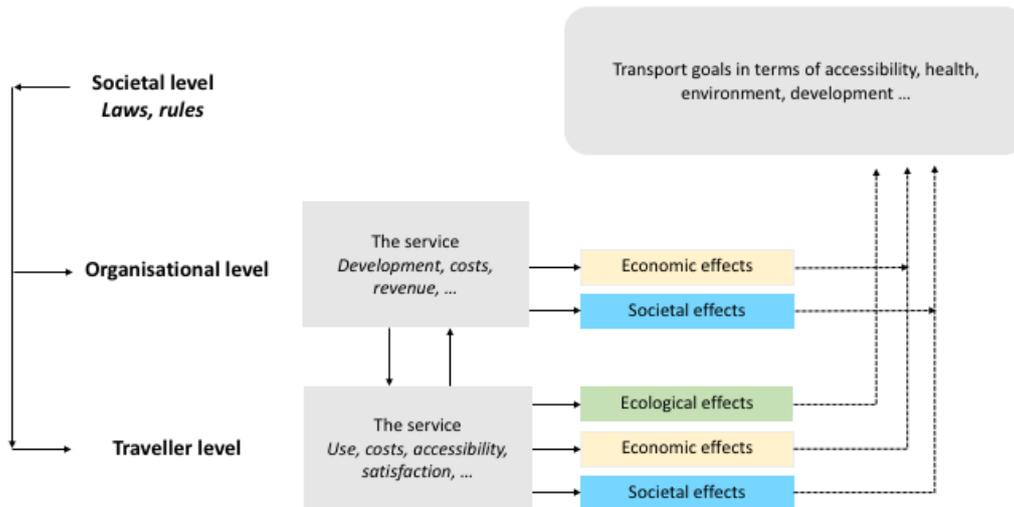 Transport goals in terms of accessibility, health,
environment, development ...
Societal level
Laws, rules
Organisational level
The service
Development, costs,
revenue, ...
Economic effects
Societal effects
Traveller level
The service
Use, costs, accessibility,
satisfaction, ...
Ecological effects
Economic effects
Societal effects